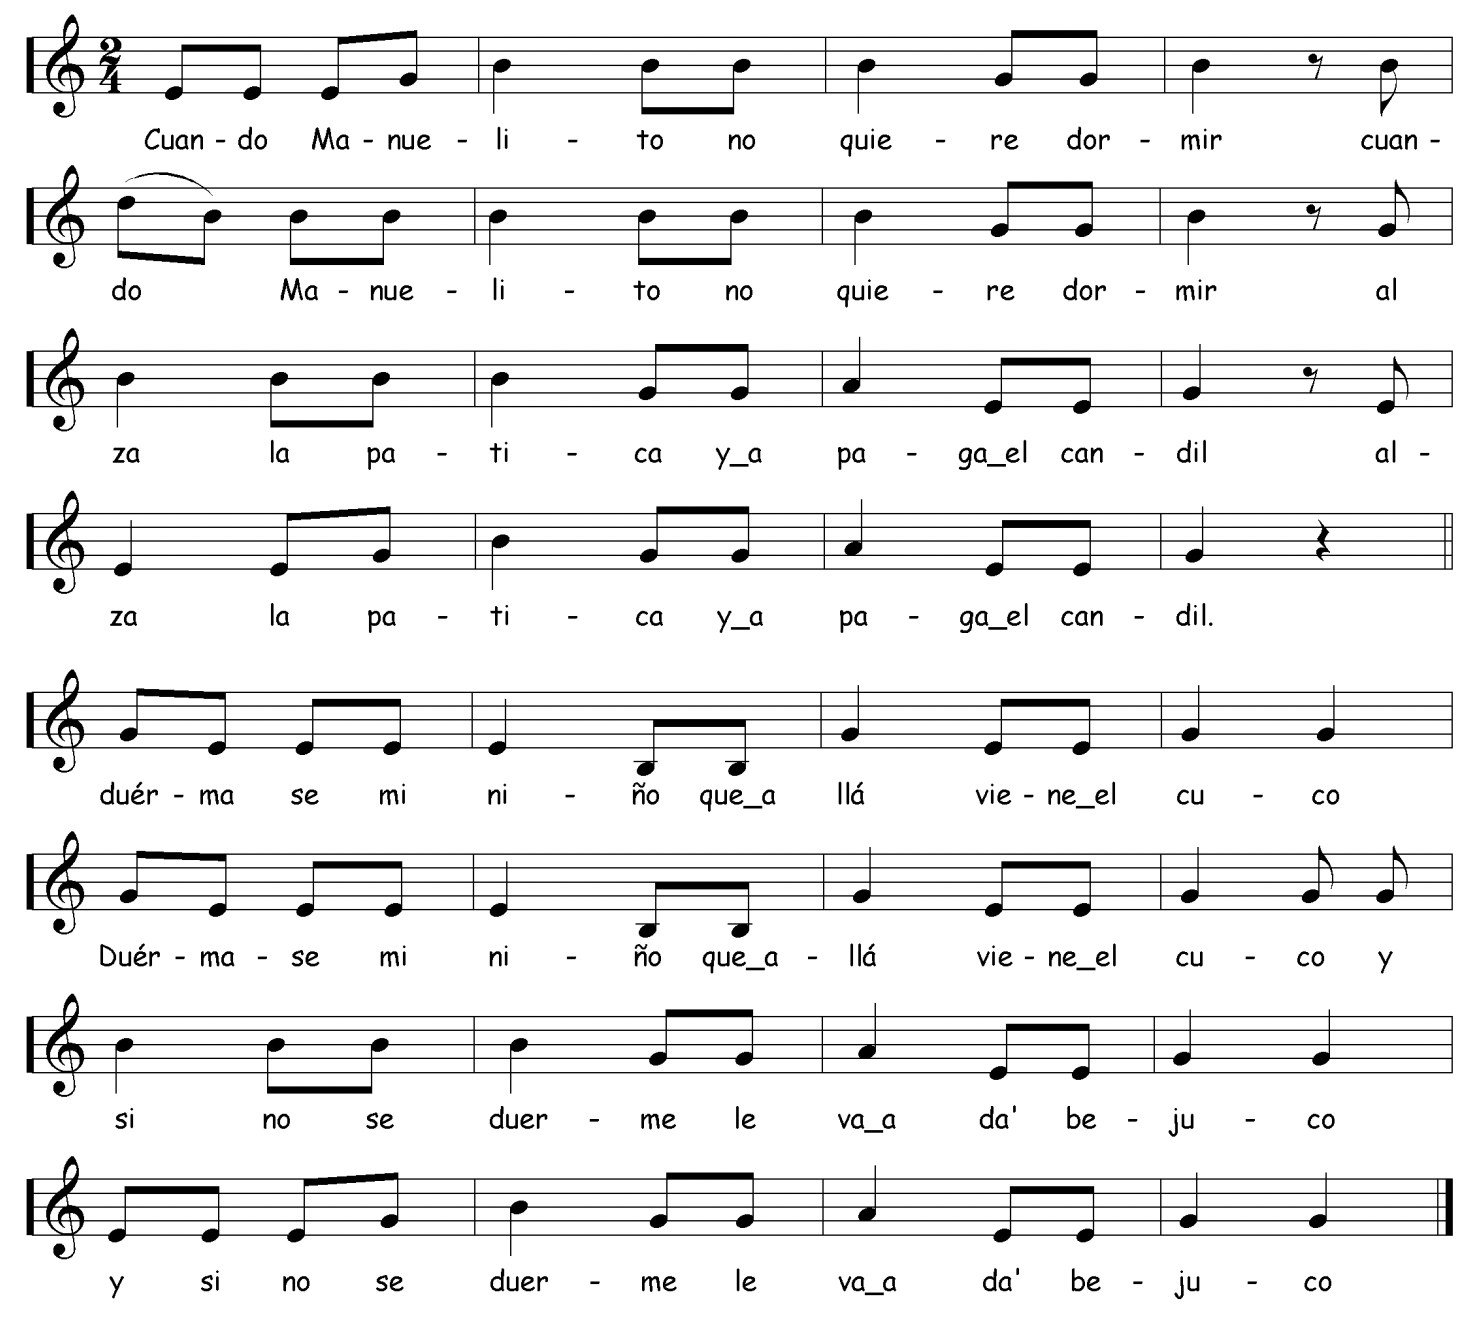 2
4
Cuan - do Ma - nue - li - to no quie - re dor - mir cuan -
do Ma - nue - li - to no quie - re dor - mir al
za la pa - ti - ca y_a pa - ga_el can - dil al -
za la pa - ti - ca y_a pa - ga_el can - dil.
duér - ma se mi ni - ño que_a llá vie - ne_el cu - co
Duér - ma - se mi ni - ño que_a - llá vie - ne_el cu - co y
si no se duer - me le va_a da' be - ju - co
y si no se duer - me le va_a da' be - ju - co